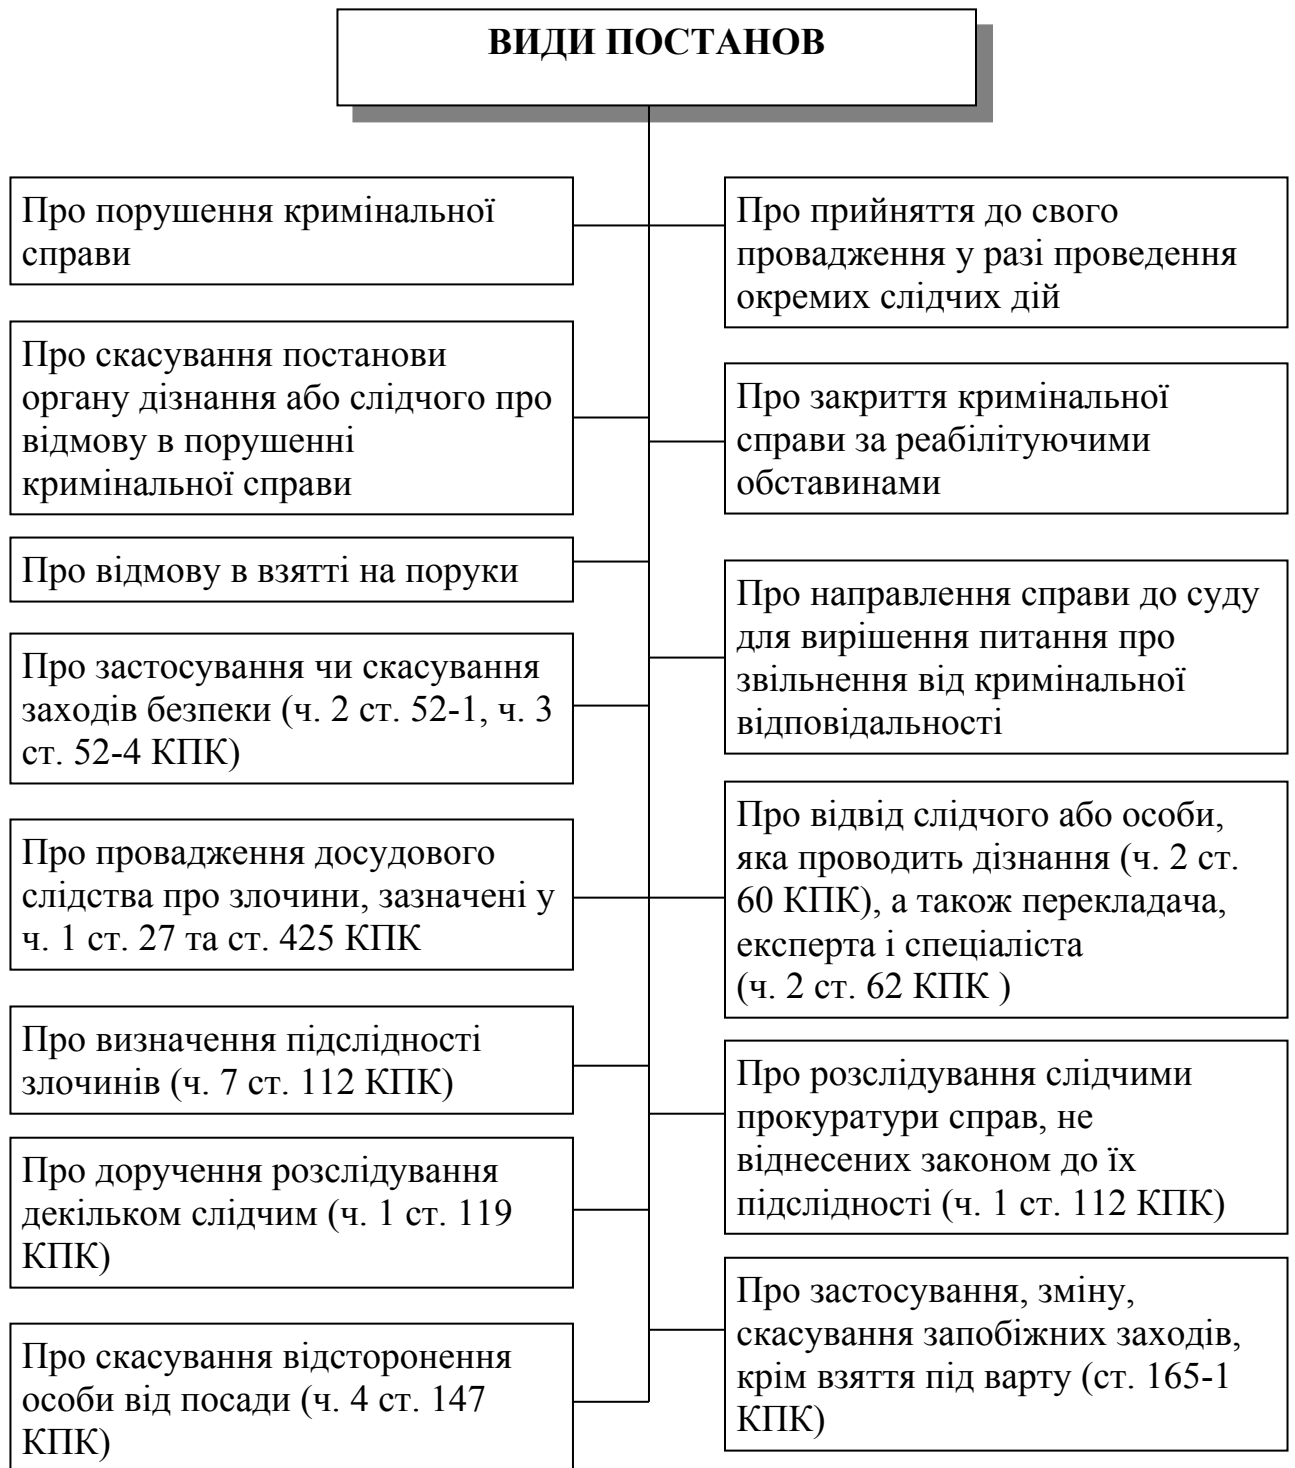 ВИДИ ПОСТАНОВ
Про порушення кримінальної
справи
Про скасування постанови
органу дізнання або слідчого про
відмову в порушенні
кримінальної справи
Про відмову в взятті на поруки
Про застосування чи скасування
заходів безпеки (ч. 2 ст. 52-1, ч. 3
ст. 52-4 КПК)
Про провадження досудового
слідства про злочини, зазначені у
ч. 1 ст. 27 та ст. 425 КПК
Про визначення підслідності
злочинів (ч. 7 ст. 112 КПК)
Про доручення розслідування
декільком слідчим (ч. 1 ст. 119
КПК)
Про скасування відсторонення
особи від посади (ч. 4 ст. 147
КПК)
Про прийняття до свого
провадження у разі проведення
окремих слідчих дій
Про закриття кримінальної
справи за реабілітуючими
обставинами
Про направлення справи до суду
для вирішення питання про
звільнення від кримінальної
відповідальності
Про відвід слідчого або особи,
яка проводить дізнання (ч. 2 ст.
60 КПК), а також перекладача,
експерта і спеціаліста
(ч. 2 ст. 62 КПК )
Про розслідування слідчими
прокуратури справ, не
віднесених законом до їх
підслідності (ч. 1 ст. 112 КПК)
Про застосування, зміну,
скасування запобіжних заходів,
крім взяття під варту (ст. 165-1
КПК)